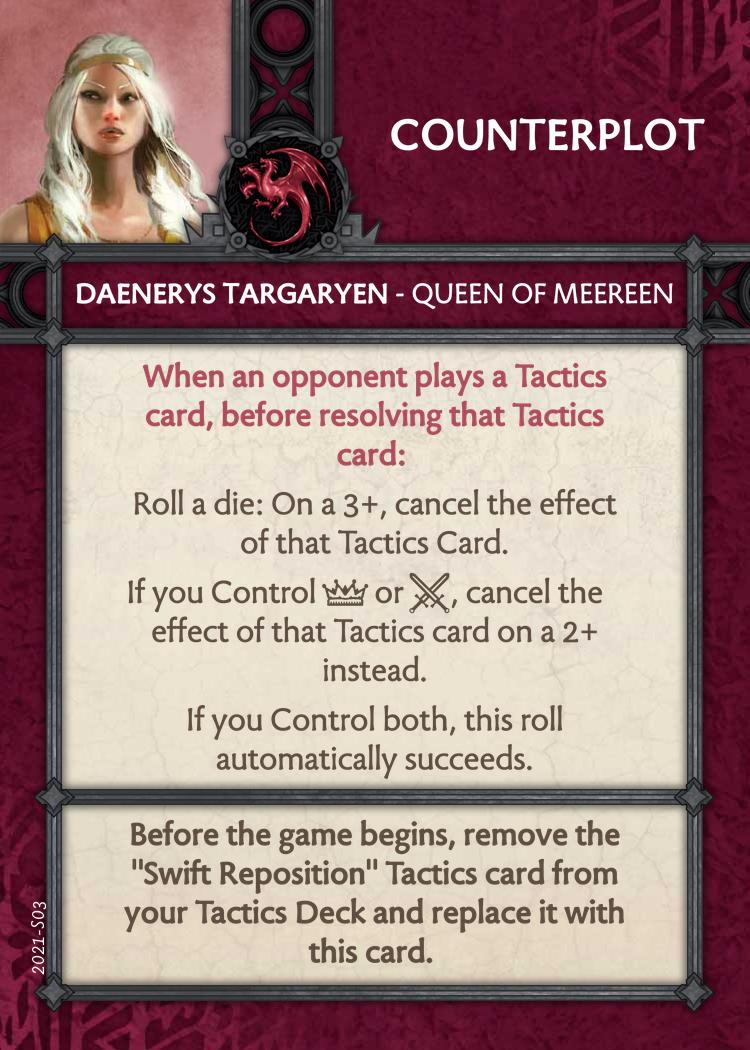 COUNTERPLOT
DAENERYS TARGARYEN - QUEEN OF MEEREEN
When an opponent plays a Tactics
card, before resolving that Tactics
card:
Roll a die: On a 3+, cancel the effect
of that Tactics Card.
If you Control or , cancel the
effect of that Tactics card on a 2+
instead.
If you Control both, this roll
automatically succeeds.
Before the game begins, remove the
"Swift Reposition" Tactics card from
your Tactics Deck and replace it with
this card.
2021-S03